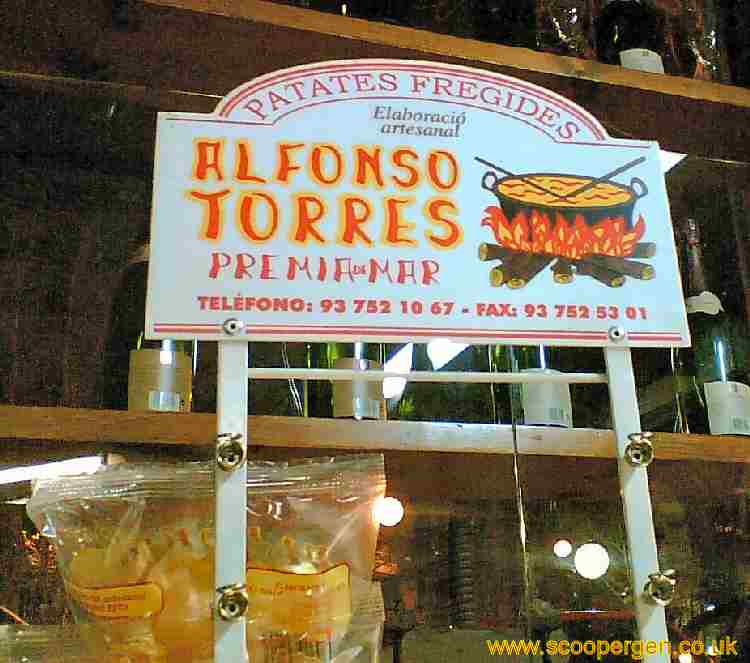 PATATES FREGIDES
Elaboració
artesanal
ALFONSO
TORRES
PREMIA DE MAR
TELÈFONO: 93 752 10 67 - FAX: 93 752 53 01
www.scoopergen.co.uk